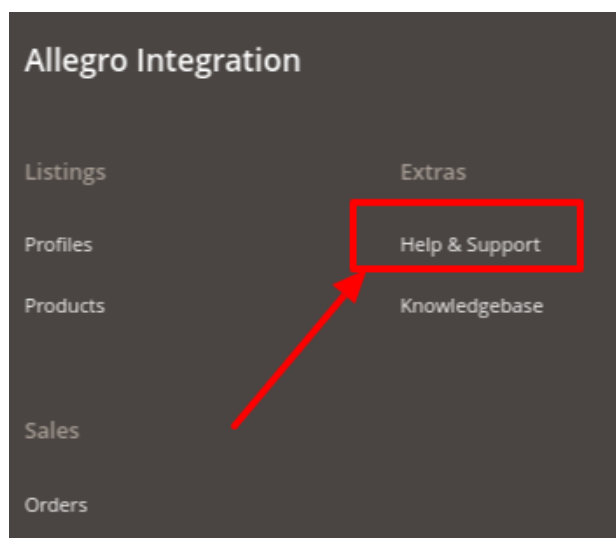 Allegro Integration
Listings
Profiles
Products
Sales
Orders
Extras
Help & Support
Knowledgebase